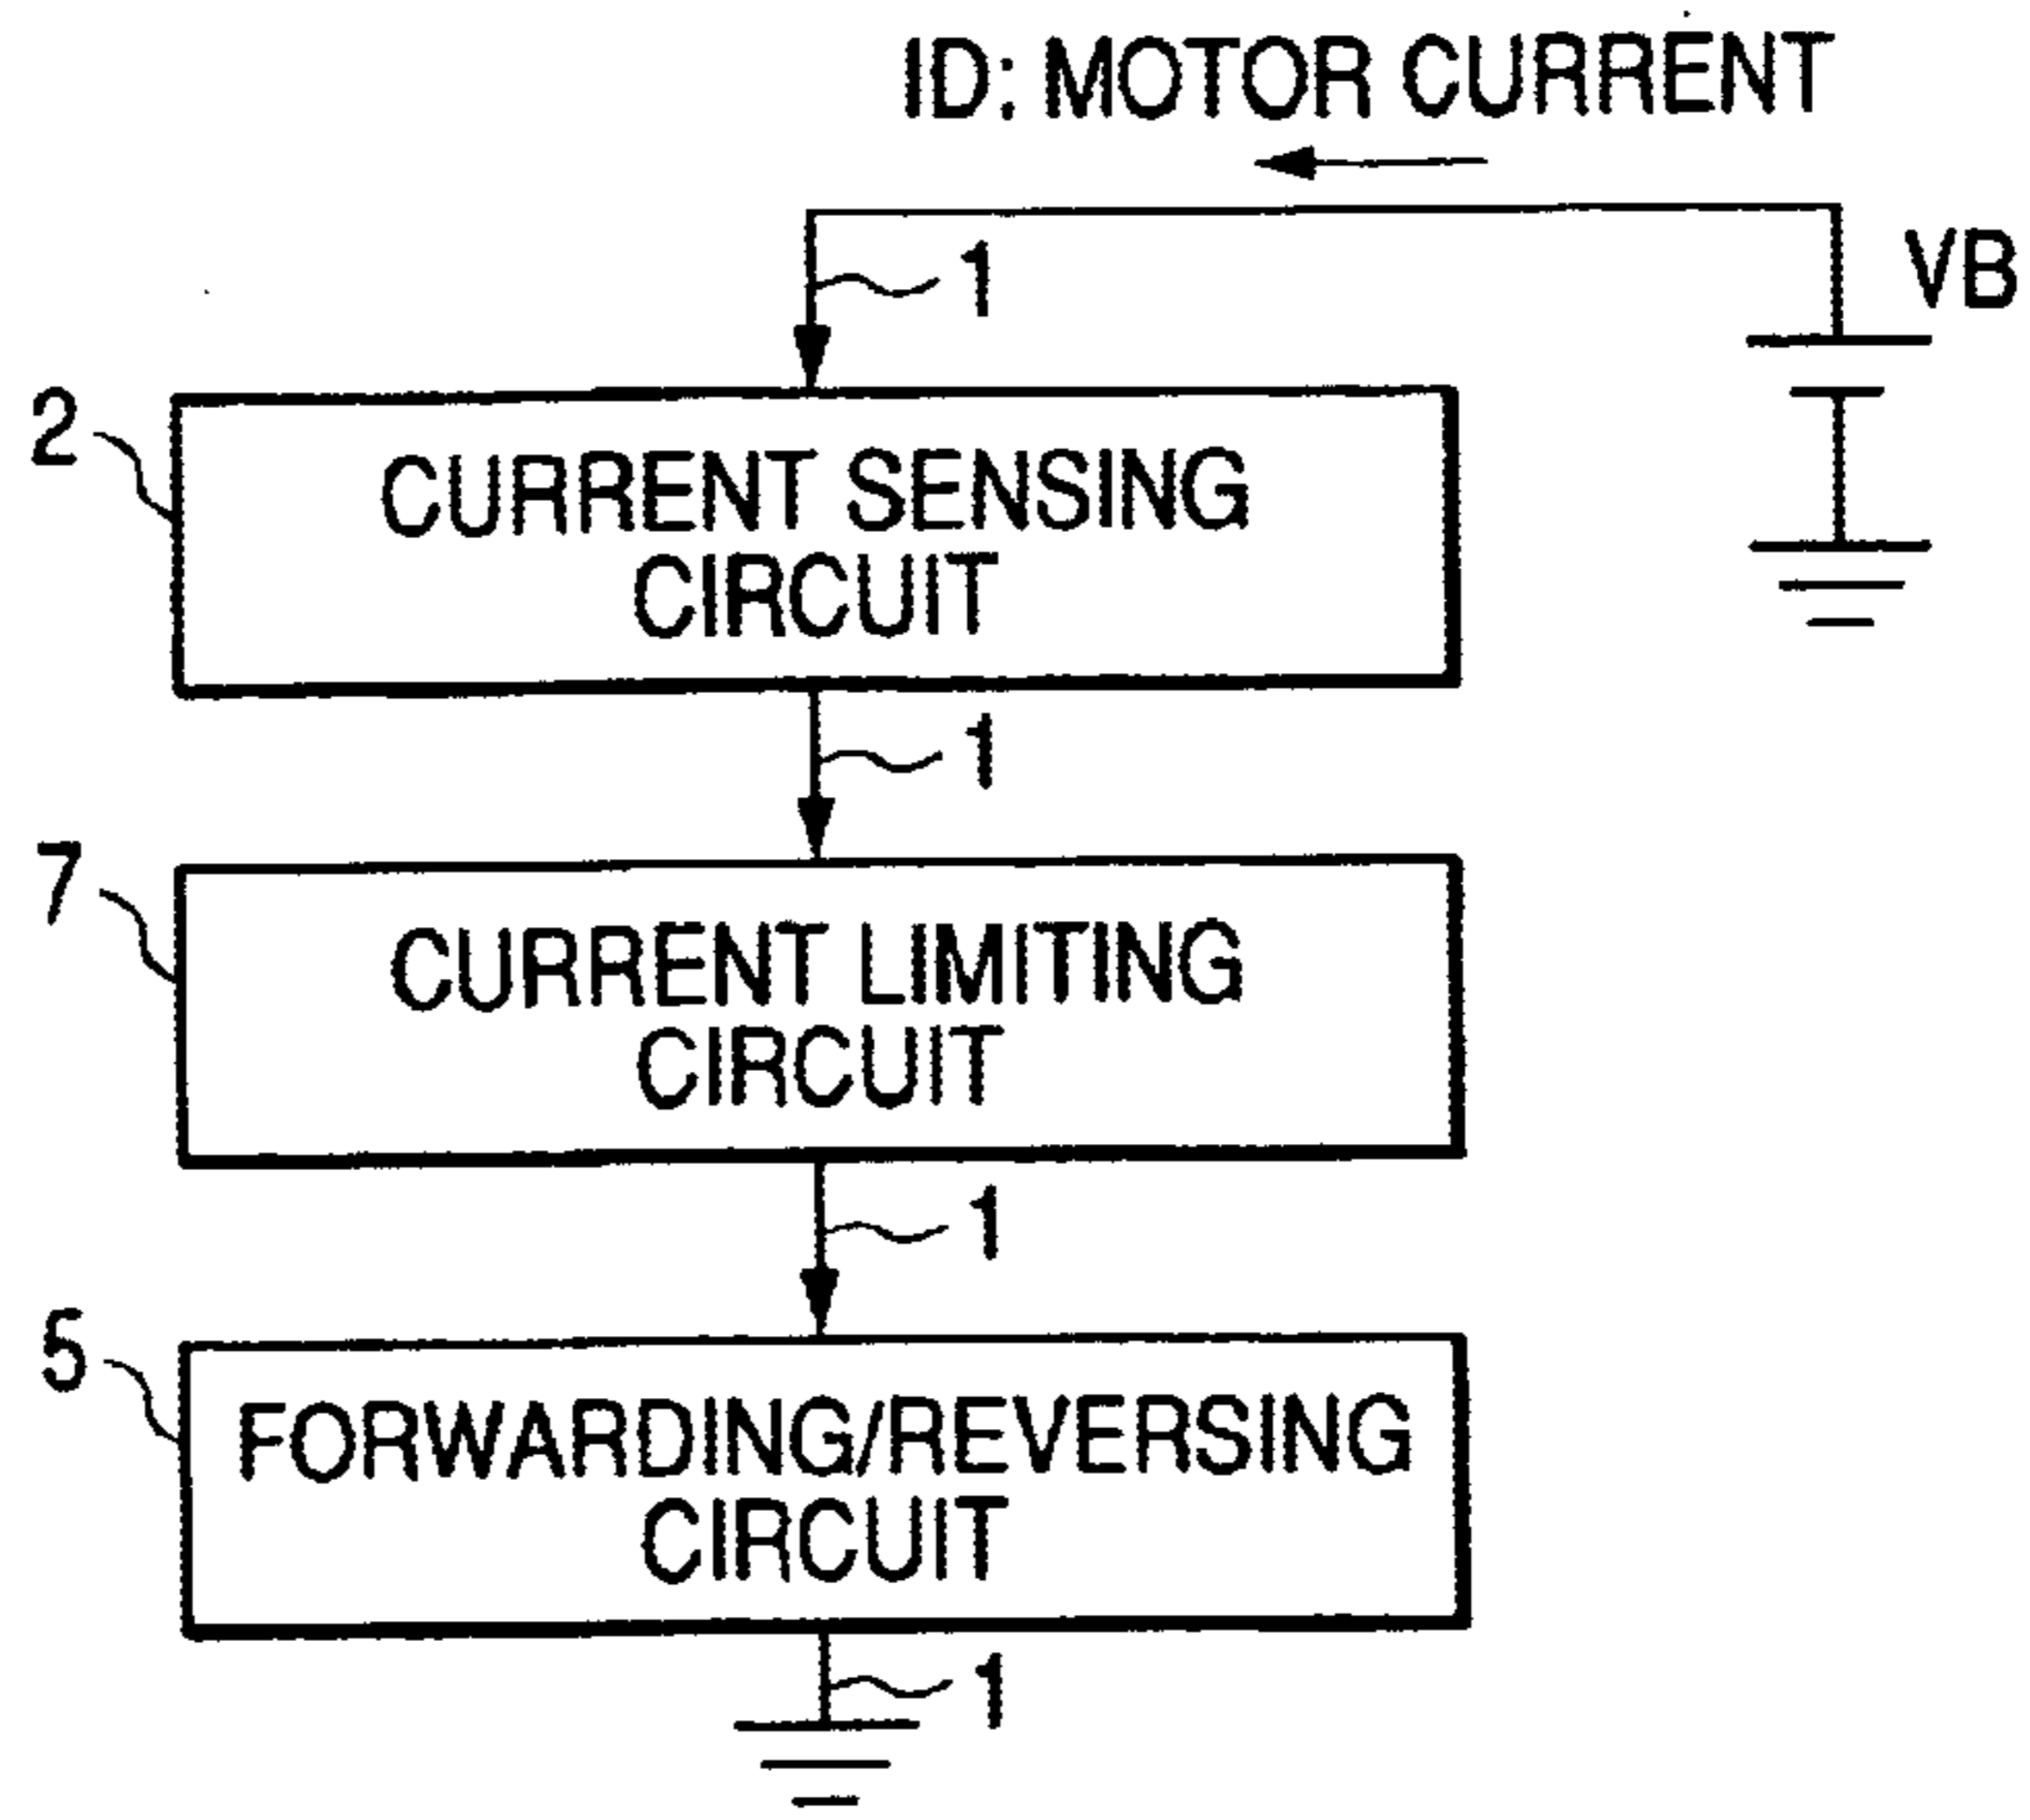 ID: MOTOR CURRENT
VB
1
2
CURRENT SENSING
CIRCUIT
1
7
CURRENT LIMITING
CIRCUIT
1
5
FORWARDING/REVERSING
CIRCUIT
1